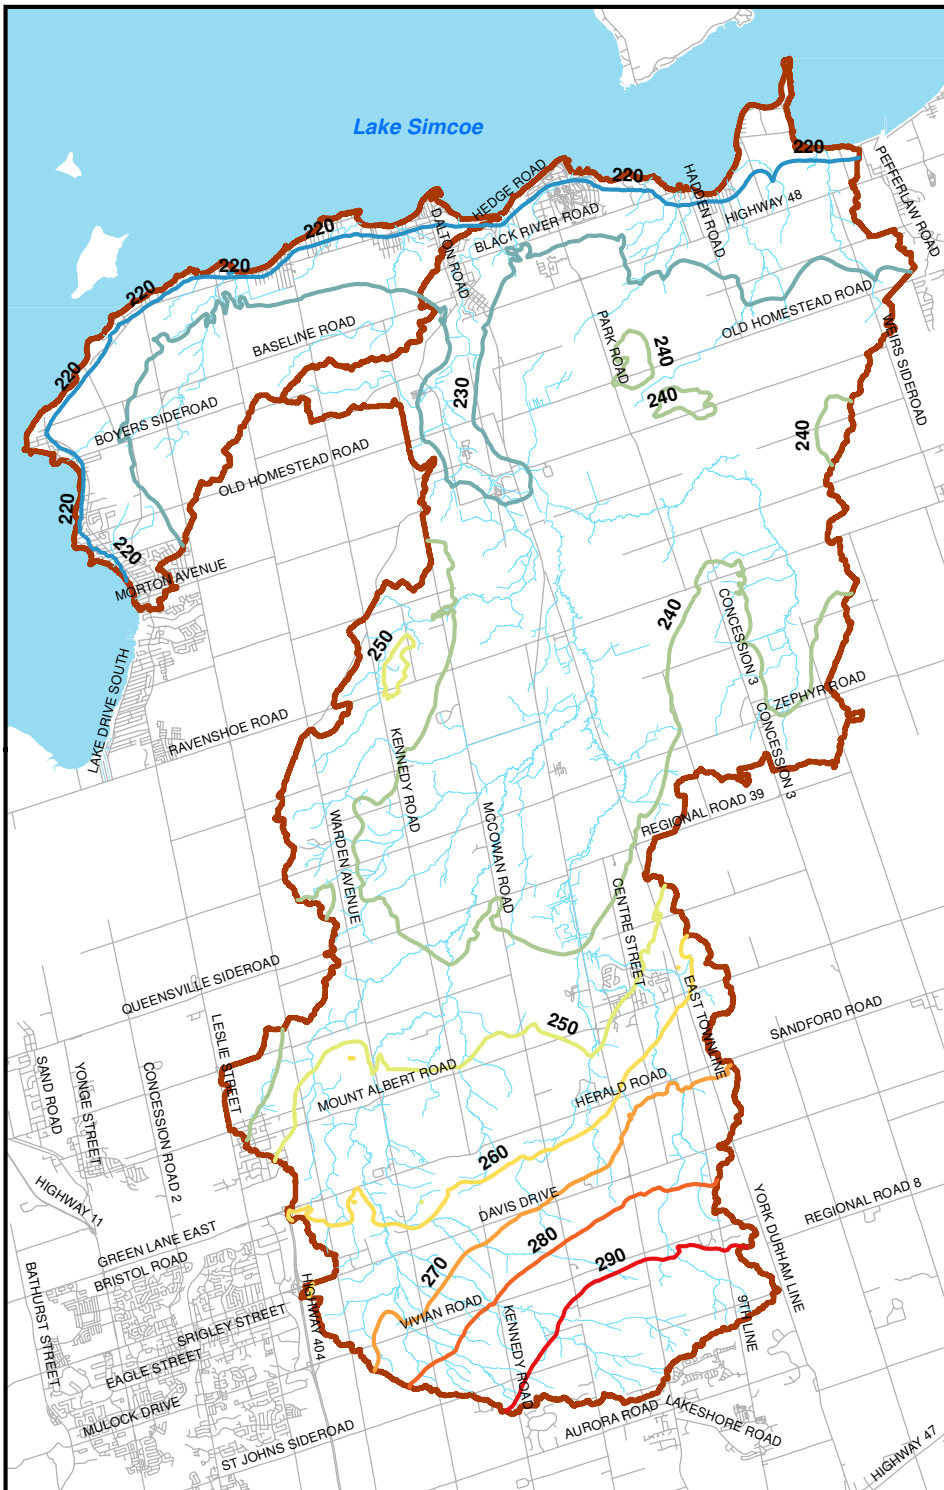 Lake Simcoe
220
PEFFERLAW ROAD
HEDGE ROAD
220
HADDEN ROAD
HIGHWAY 48
DALTON ROAD
BLACK RIVER ROAD
220
220
220
OLD HOMESTEAD ROAD
BASELINE ROAD
PARK ROAD
240
WEIRS SIDEROAD
220
230
240
BOYERS SIDEROAD
240
OLD HOMESTEAD ROAD
220
220
MORTON AVENUE
240
CONCESSION 3
250
LAKE DRIVE SOUTH
ZEPHYR ROAD
RAVENSHOE ROAD
CONCESSION 3
KENNEDY ROAD
REGIONAL ROAD 39
WARDEN AVENUE
MCCOWAN ROAD
CENTRE STREET
QUEENSVILLE SIDEROAD
EAST TOWNLINE
SANDFORD ROAD
250
LESLIE STREET
SAND ROAD
YONGE STREET
CONCESSION ROAD 2
MOUNT ALBERT ROAD
HERALD ROAD
260
HIGHWAY 11
DAVIS DRIVE
YORK DURHAM LINE
REGIONAL ROAD 8
GREEN LANE EAST
280
BRISTOL ROAD
270
290
BATHURST STREET
HIGHWAY 404
SRIGLEY STREET
VIVIAN ROAD
KENNEDY ROAD
9TH LINE
EAGLE STREET
MULOCK DRIVE
ST JOHNS SIDEROAD
AURORA ROAD
LAKESHORE ROAD
HIGHWAY 47